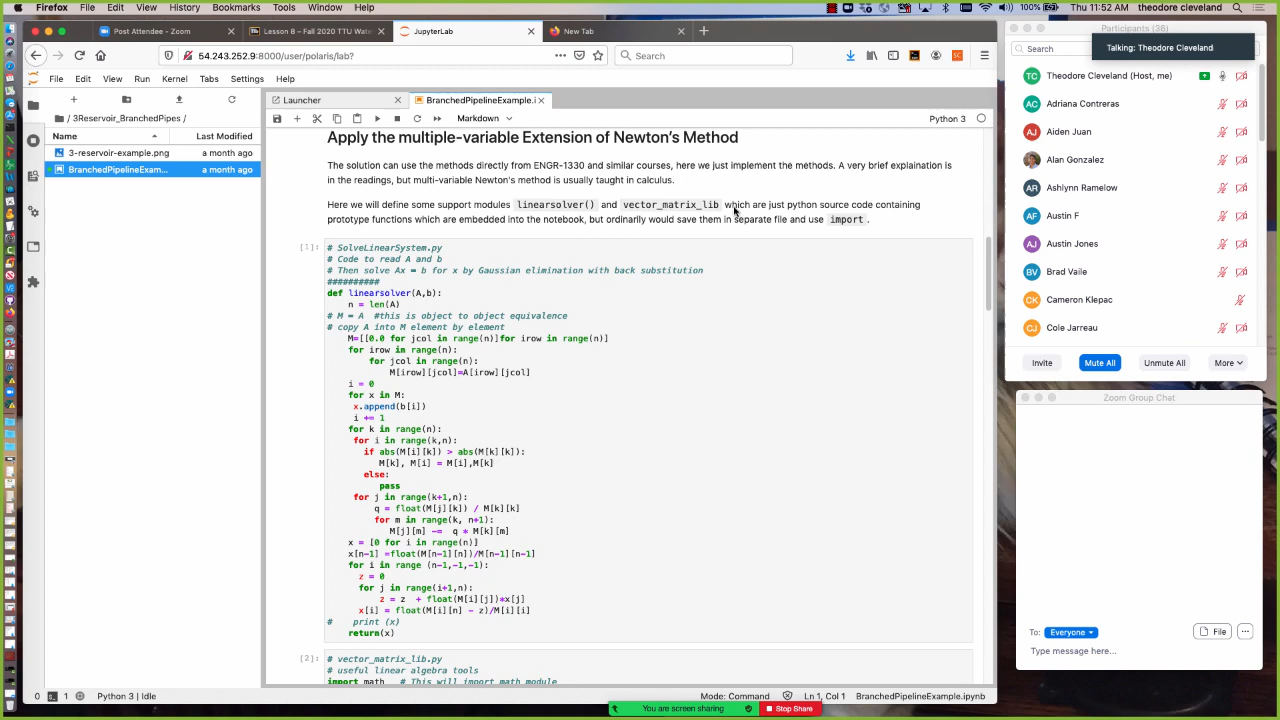 Firefox File Edit View History Bookmarks Tools Window Help
100% Thu 11:52 AM theodore cleveland
Post Attendee - Zoom
Lesson 8 – Fall 2020 TTU Wate
JupyterLab
New Tab
54.243.252.9:8000/user/polaris/lab?
Search
File Edit View Run Kernel Tabs Settings Help
Launcher
BranchedPipelineExample.i
/ 3Reservoir_BranchedPipes /
Markdown
Python 3
Name
Last Modified
3-reservoir-example.png a month ago
BranchedPipelineExam... a month ago
Apply the multiple-variable Extension of Newton's Method
The solution can use the methods directly from ENGR-1330 and similar courses, here we just implement the methods. A very brief explaination is
in the readings, but multi-variable Newton's method is usually taught in calculus.
Here we will define some support modules linearsolver() and vector_matrix_lib which are just python source code containing
prototype functions which are embedded into the notebook, but ordinarily would save them in separate file and use import .
[1]:
# SolveLinearSystem.py
# Code to read A and b
# Then solve Ax = b for x by Gaussian elimination with back substitution
##########
def linearsolver(A,b):
n = len(A)
# M = A #this is object to object equivalence
# copy A into M element by element
M=[[0.0 for jcol in range(n)]for irow in range(n)]
for irow in range(n):
for jcol in range(n):
M[irow][jcol]=A[irow][jcol]
i = 0
for x in M:
x.append(b[i])
i += 1
for k in range(n):
for i in range(k,n):
if abs(M[i][k]) > abs(M[k][k]):
M[k], M[i] = M[i],M[k]
else:
pass
for j in range(k+1,n):
q = float(M[j][k]) / M[k][k]
for m in range(k, n+1):
M[j][m] -= q * M[k][m]
x = [0 for i in range(n)]
x[n-1] =float(M[n-1][n])/M[n-1][n-1]
for i in range (n-1,-1,-1):
z = 0
for j in range(i+1,n):
z = z + float(M[i][j])*x[j]
x[i] = float(M[i][n] - z)/M[i][i]
# print (x)
return(x)
[2]:
# vector_matrix_lib.py
# useful linear algebra tools
import math # This will import math module
0 1 Python 3 | Idle
Mode: Command
Ln 1, Col 1
BranchedPipelineExample.ipynb
You are screen sharing
Stop Share
Participants (36)
Search
Talking: Theodore Cleveland
TC Theodore Cleveland (Host, me)
AC Adriana Contreras
AJ Aiden Juan
Alan Gonzalez
AR Ashlynn Ramelow
AF Austin F
AJ Austin Jones
BV Brad Vaile
CK Cameron Klepac
CJ Cole Jarreau
Invite
Mute All
Unmute All
More
Zoom Group Chat
To: Everyone
File
Type message here...